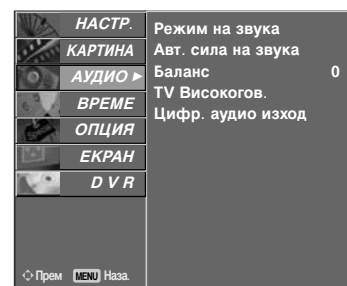 НАСТР.
КАРТИНА
АУДИО ▶
ВРЕМЕ
ОПЦИЯ
ЕКРАН
D V R
Режим на звука
Авт. сила на звука
Баланс 0
TV Високогов.
Цифр. аудио изход
Прем MENU Наза.